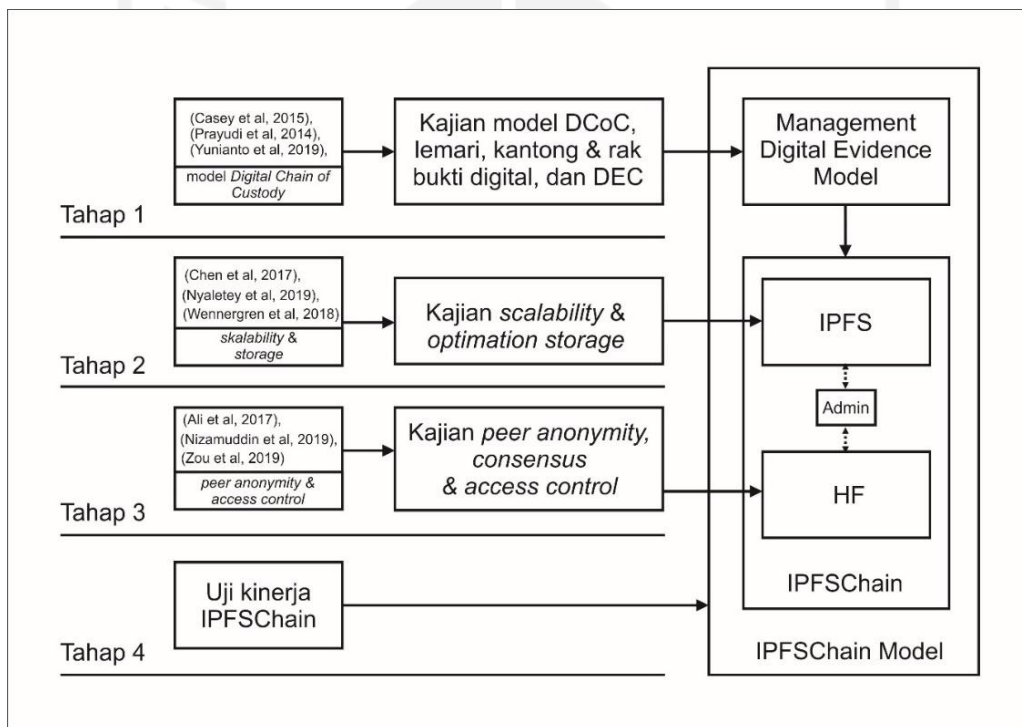 (Casey et al, 2015),
(Prayudi et al, 2014),
(Yunianto et al, 2019),
model Digital Chain of
Custody
Kajian model DCoC,
lemari, kantong & rak
bukti digital, dan DEC
Management
Digital Evidence
Model
Tahap 1
(Chen et al, 2017),
(Nyaletey et al, 2019),
(Wennergren et al, 2018)
skalability &
storage
Kajian scalability &
optimation storage
IPFS
Tahap 2
Admin
(Ali et al, 2017),
(Nizamuddin et al, 2019),
(Zou et al, 2019)
peer anonymity &
access control
Kajian peer anonymity,
consensus
& access control
HF
Tahap 3
IPFSChain
Uji kinerja
IPFSChain
IPFSChain Model
Tahap 4